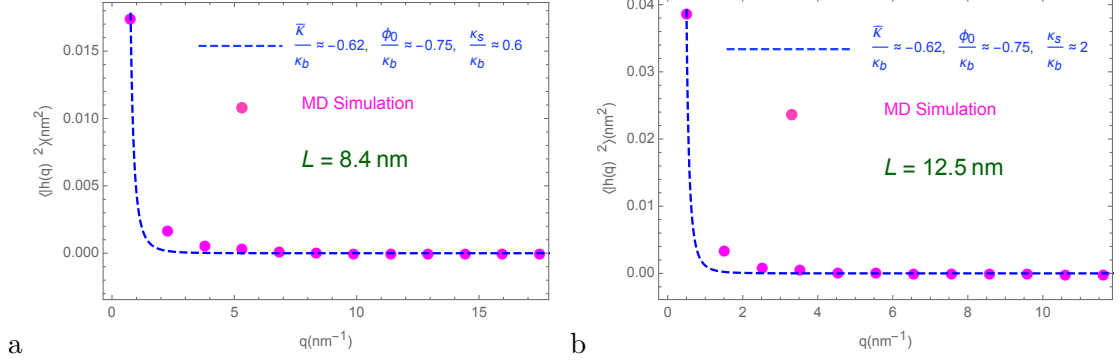 0.015
0.010
0.005
0.000
⟨|h(q) 2⟩(nm2)
κ̅/κb ≈ -0.62, ϕ0/κb ≈ -0.75, κs/κb ≈ 0.6
MD Simulation
L = 8.4 nm
0 5 10 15
q(nm-1)
a
0.04
0.03
0.02
0.01
0.00
⟨|h(q) 2⟩(nm2)
κ̅/κb ≈ -0.62, ϕ0/κb ≈ -0.75, κs/κb ≈ 2
MD Simulation
L = 12.5 nm
0 2 4 6 8 10
q(nm-1)
b